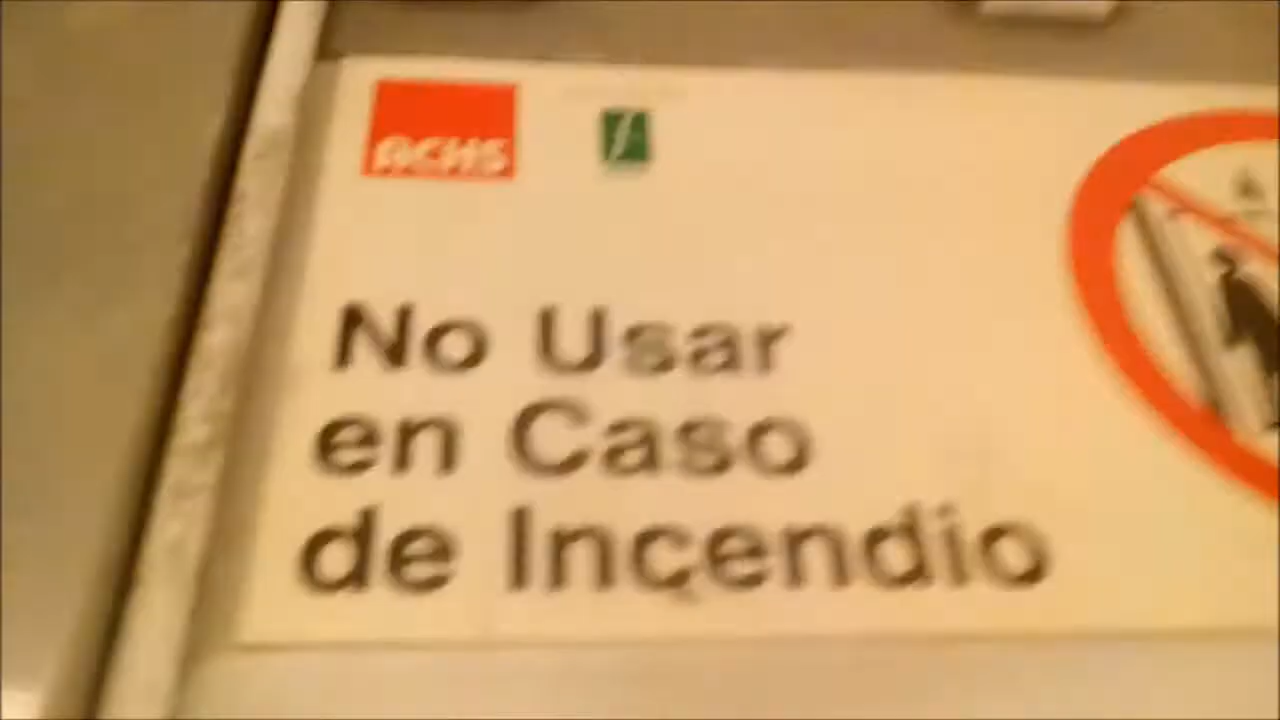 ACHS
No Usar
en Caso
de Incendio